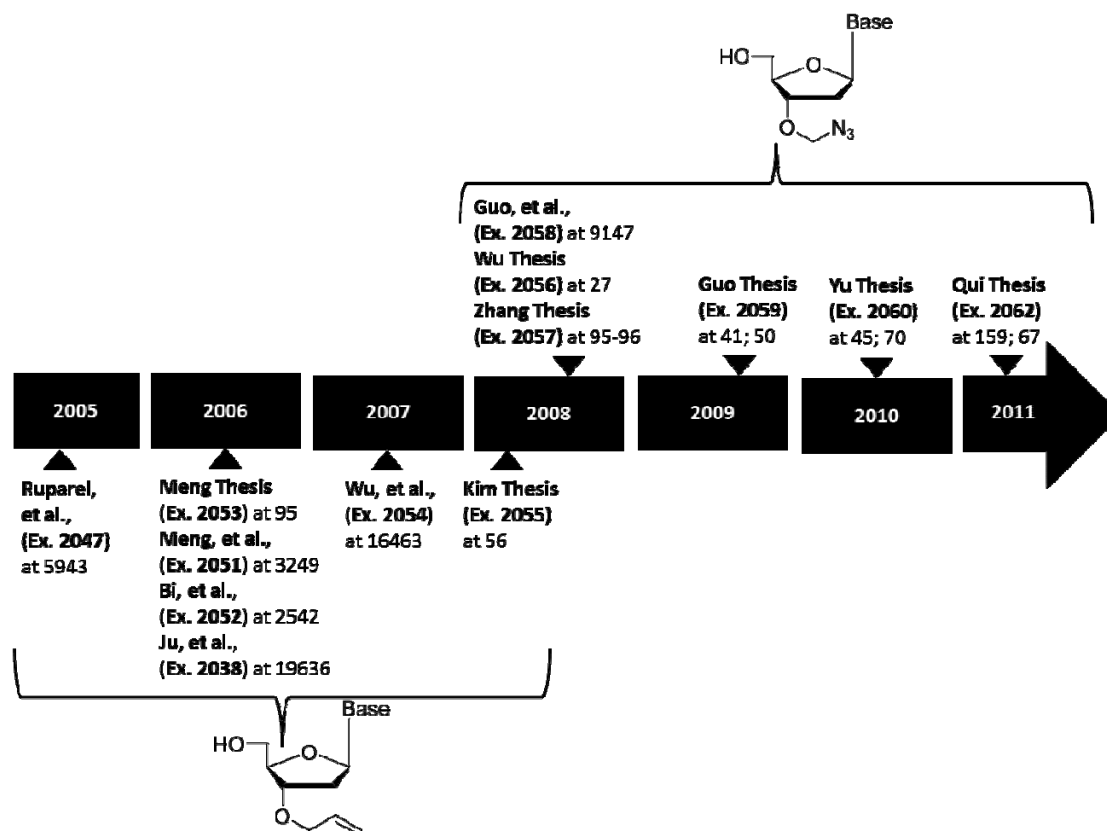 Base
HO
O
O
N3
Guo, et al.,
(Ex. 2058) at 9147
Wu Thesis
(Ex. 2056) at 27
Zhang Thesis
(Ex. 2057) at 95-96
Guo Thesis
(Ex. 2059)
at 41; 50
Yu Thesis
(Ex. 2060)
at 45; 70
Qui Thesis
(Ex. 2062)
at 159; 67
2005
2006
2007
2008
2009
2010
2011
Ruparel,
et al.,
(Ex. 2047)
at 5943
Meng Thesis
(Ex. 2053) at 95
Meng, et al.,
(Ex. 2051) at 3249
Bi, et al.,
(Ex. 2052) at 2542
Ju, et al.,
(Ex. 2038) at 19636
Wu, et al.,
(Ex. 2054)
at 16463
Kim Thesis
(Ex. 2055)
at 56
Base
HO
O
O